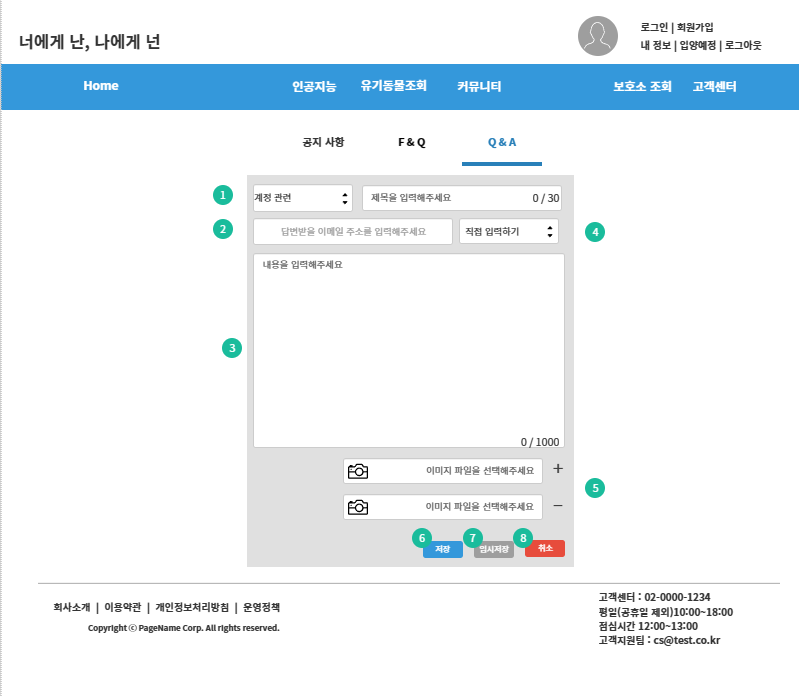 로그인 | 회원가입
너에게 난, 나에게 넌
내 정보 | 입양예정 | 로그아웃
Home 인공지능 유기동물조회 커뮤니티 보호소 조회 고객센터
공지 사항 F & Q Q & A
1 계정 관련 제목을 입력해주세요 0 / 30
2 답변받을 이메일 주소를 입력해주세요 직접 입력하기 4
내용을 입력해주세요
3
0 / 1000
이미지 파일을 선택해주세요 +
5
이미지 파일을 선택해주세요 −
6 저장 7 임시저장 8 취소
회사소개 | 이용약관 | 개인정보처리방침 | 운영정책
Copyright ⓒ PageName Corp. All rights reserved.
고객센터 : 02-0000-1234
평일(공휴일 제외)10:00~18:00
점심시간 12:00~13:00
고객지원팀 : cs@test.co.kr